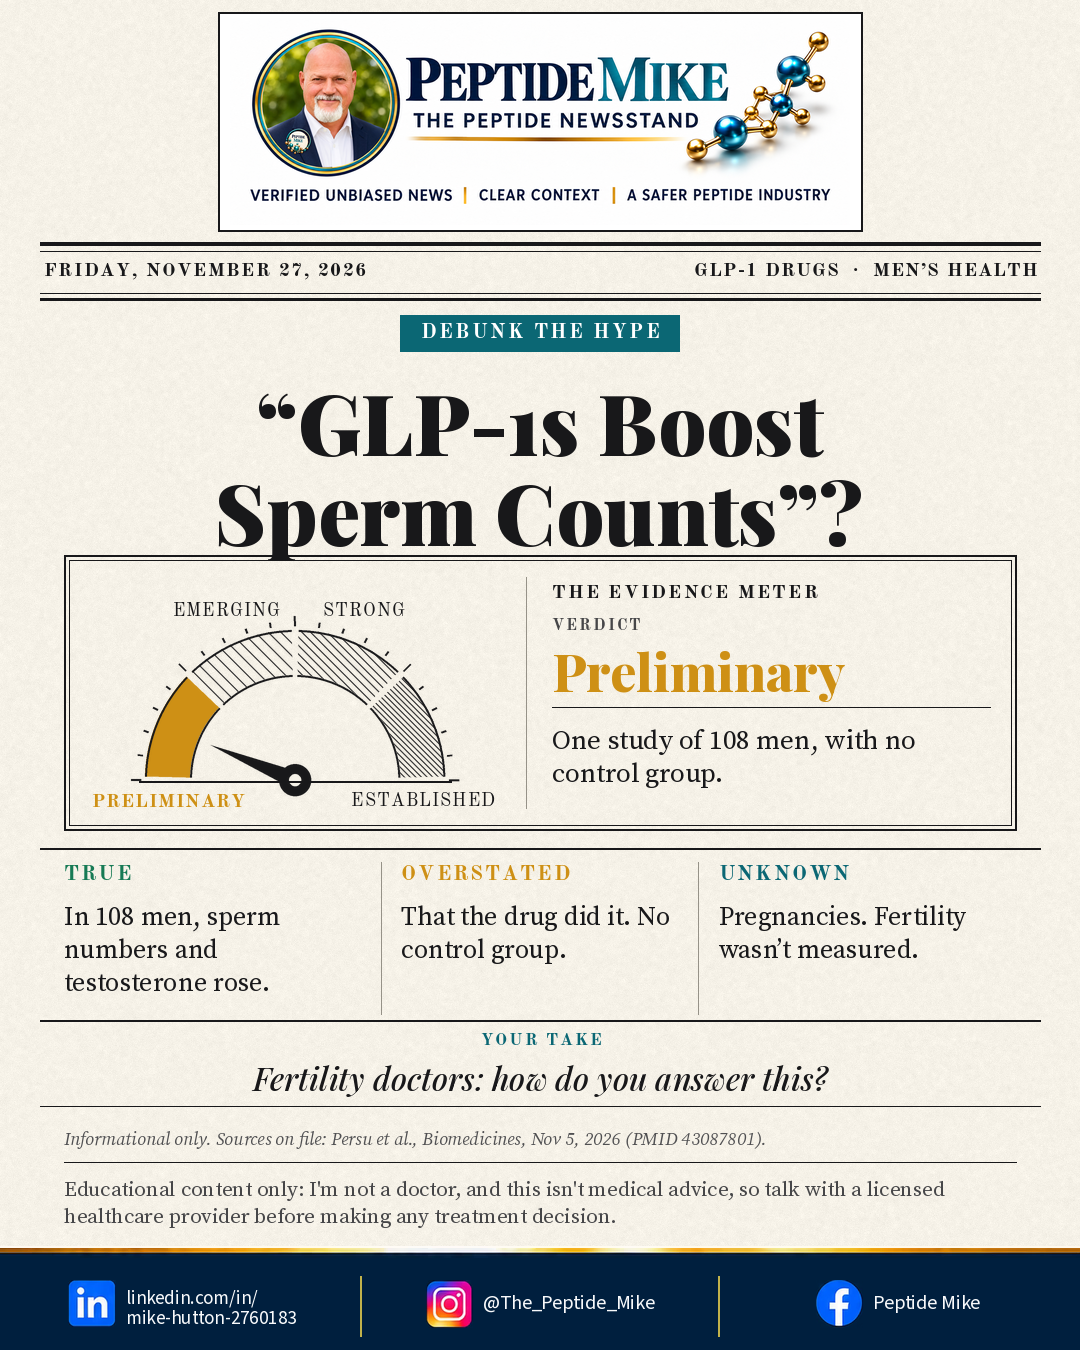 PEPTIDE MIKE
THE PEPTIDE NEWSSTAND
VERIFIED UNBIASED NEWS | CLEAR CONTEXT | A SAFER PEPTIDE INDUSTRY
FRIDAY, NOVEMBER 27, 2026
GLP-1 DRUGS · MEN’S HEALTH
DEBUNK THE HYPE
“GLP-1s Boost
Sperm Counts”?
EMERGING
STRONG
PRELIMINARY
ESTABLISHED
THE EVIDENCE METER
VERDICT
Preliminary
One study of 108 men, with no
control group.
TRUE
In 108 men, sperm
numbers and
testosterone rose.
OVERSTATED
That the drug did it. No
control group.
UNKNOWN
Pregnancies. Fertility
wasn’t measured.
YOUR TAKE
Fertility doctors: how do you answer this?
Informational only. Sources on file: Persu et al., Biomedicines, Nov 5, 2026 (PMID 43087801).
Educational content only: I'm not a doctor, and this isn't medical advice, so talk with a licensed
healthcare provider before making any treatment decision.
linkedin.com/in/
mike-hutton-2760183
@The_Peptide_Mike
Peptide Mike